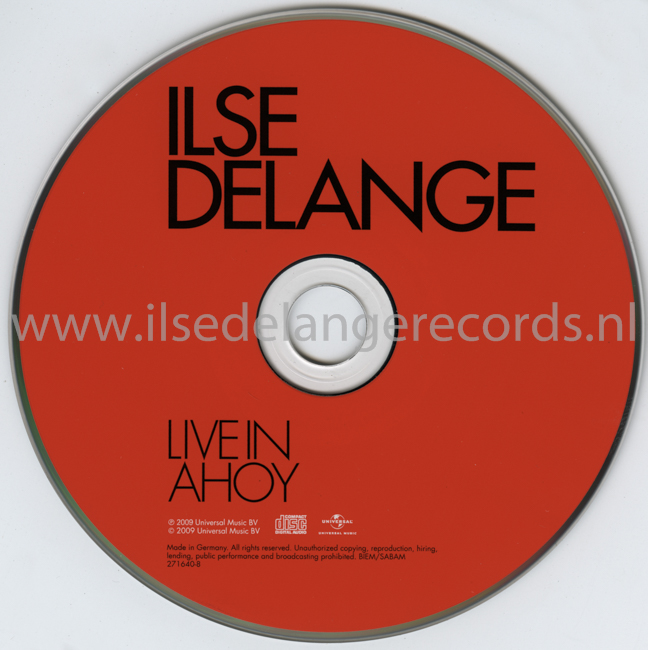 ILSE
DELANGE
www.ilsedelangerecords.nl
LIVE IN
AHOY
℗ 2009 Universal Music BV
© 2009 Universal Music BV
COMPACT
disc
DIGITAL AUDIO
UNIVERSAL
UNIVERSAL MUSIC
Made in Germany. All rights reserved. Unauthorized copying, reproduction, hiring,
lending, public performance and broadcasting prohibited. BIEM/SABAM
271640-8